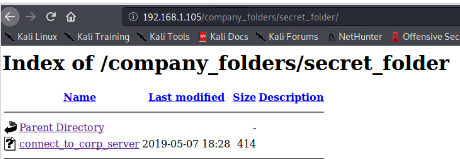 192.168.1.105/company_folders/secret_folder/
Kali Linux Kali Training Kali Tools Kali Docs Kali Forums NetHunter Offensive Sec
Index of /company_folders/secret_folder
Name Last modified Size Description
Parent Directory -
connect_to_corp_server 2019-05-07 18:28 414